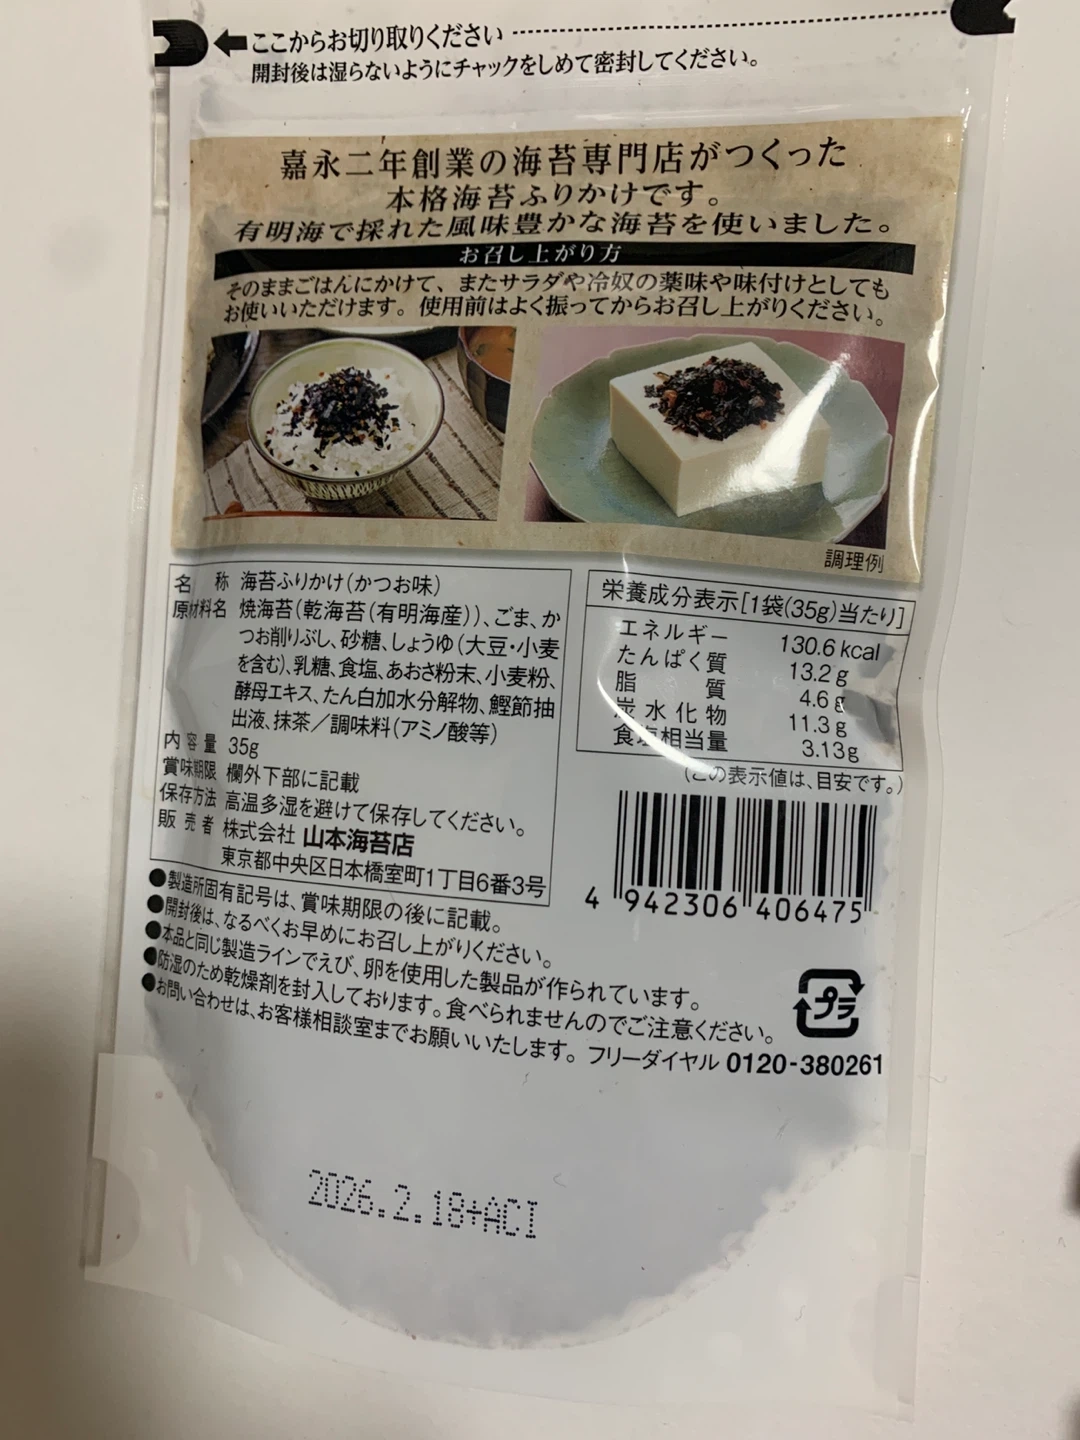 ここからお切り取りください
開封後は湿らないようにチャックをしめて密封してください。
嘉永二年創業の海苔専門店がつくった
本格海苔ふりかけです。
有明海で採れた風味豊かな海苔を使いました。
お召し上がり方
そのままごはんにかけて、またサラダや冷奴の薬味や味付けとしても
お使いいただけます。使用前はよく振ってからお召し上がりください。
調理例
名 称 海苔ふりかけ(かつお味)
原材料名 焼海苔(乾海苔(有明海産))、ごま、か
つお削りぶし、砂糖、しょうゆ(大豆・小麦
を含む)、乳糖、食塩、あおさ粉末、小麦粉、
酵母エキス、たん白加水分解物、鰹節抽
出液、抹茶/調味料(アミノ酸等)
内容量 35g
賞味期限 欄外下部に記載
保存方法 高温多湿を避けて保存してください。
販売者 株式会社 山本海苔店
東京都中央区日本橋室町1丁目6番3号
栄養成分表示[1袋(35g)当たり]
エネルギー 130.6kcal
たんぱく質 13.2g
脂質 4.6g
炭水化物 11.3g
食塩相当量 3.13g
(この表示値は、目安です。)
4 942306 406475
●製造所固有記号は、賞味期限の後に記載。
●開封後は、なるべくお早めにお召し上がりください。
●本品と同じ製造ラインでえび、卵を使用した製品が作られています。
●防湿のため乾燥剤を封入しております。食べられませんのでご注意ください。
●お問い合わせは、お客様相談室までお願いいたします。フリーダイヤル 0120-380261
プラ
2026.2.18+ACI